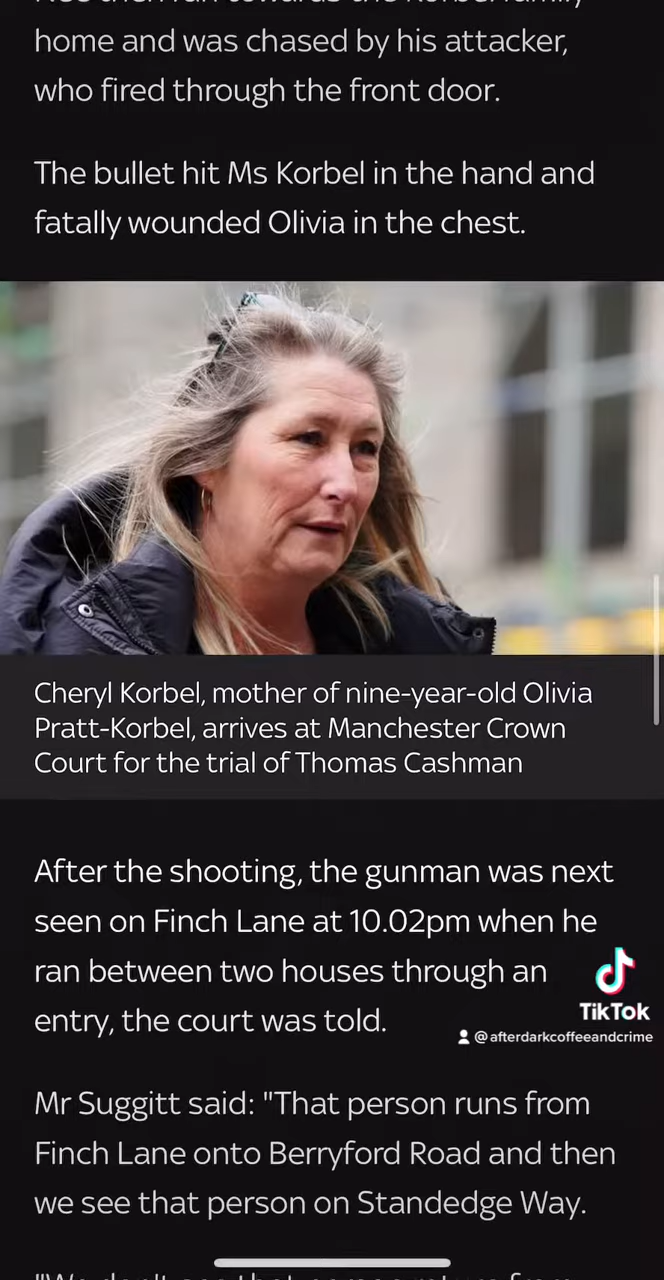 home and was chased by his attacker,
who fired through the front door.
The bullet hit Ms Korbel in the hand and
fatally wounded Olivia in the chest.
Cheryl Korbel, mother of nine-year-old Olivia
Pratt-Korbel, arrives at Manchester Crown
Court for the trial of Thomas Cashman
After the shooting, the gunman was next
seen on Finch Lane at 10.02pm when he
ran between two houses through an
entry, the court was told.
TikTok
@afterdarkcoffeeandcrime
Mr Suggitt said: "That person runs from
Finch Lane onto Berryford Road and then
we see that person on Standedge Way.